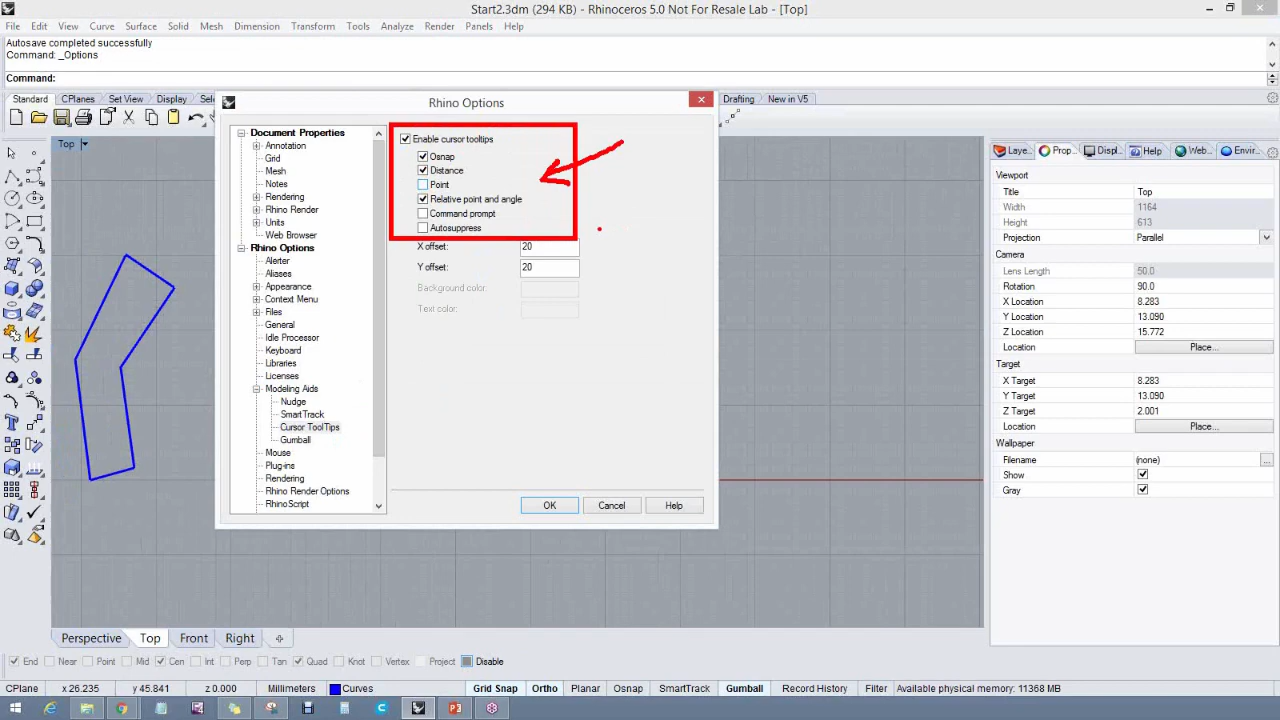 Start2.3dm (294 KB) - Rhinoceros 5.0 Not For Resale Lab - [Top]
File Edit View Curve Surface Solid Mesh Dimension Transform Tools Analyze Render Panels Help
Autosave completed successfully
Command: _Options
Command:
Standard CPlanes Set View Display Sele Drafting New in V5
Top
Rhino Options
Document Properties
Annotation
Grid
Mesh
Notes
Rendering
Rhino Render
Units
Web Browser
Rhino Options
Alerter
Aliases
Appearance
Context Menu
Files
General
Idle Processor
Keyboard
Libraries
Licenses
Modeling Aids
Nudge
SmartTrack
Cursor ToolTips
Gumball
Mouse
Plug-ins
Rendering
Rhino Render Options
RhinoScript
Enable cursor tooltips
Osnap
Distance
Point
Relative point and angle
Command prompt
Autosuppress
X offset: 20
Y offset: 20
Background color:
Text color:
OK Cancel Help
Laye... Prop... Displ... Help Web... Envir...
Viewport
Title Top
Width 1164
Height 613
Projection Parallel
Camera
Lens Length 50.0
Rotation 90.0
X Location 8.283
Y Location 13.090
Z Location 15.772
Location Place...
Target
X Target 8.283
Y Target 13.090
Z Target 2.001
Location Place...
Wallpaper
Filename (none) ...
Show
Gray
Perspective Top Front Right
End Near Point Mid Cen Int Perp Tan Quad Knot Vertex Project Disable
CPlane x 26.235 y 45.841 z 0.000 Millimeters Curves Grid Snap Ortho Planar Osnap SmartTrack Gumball Record History Filter Available physical memory: 11368 MB